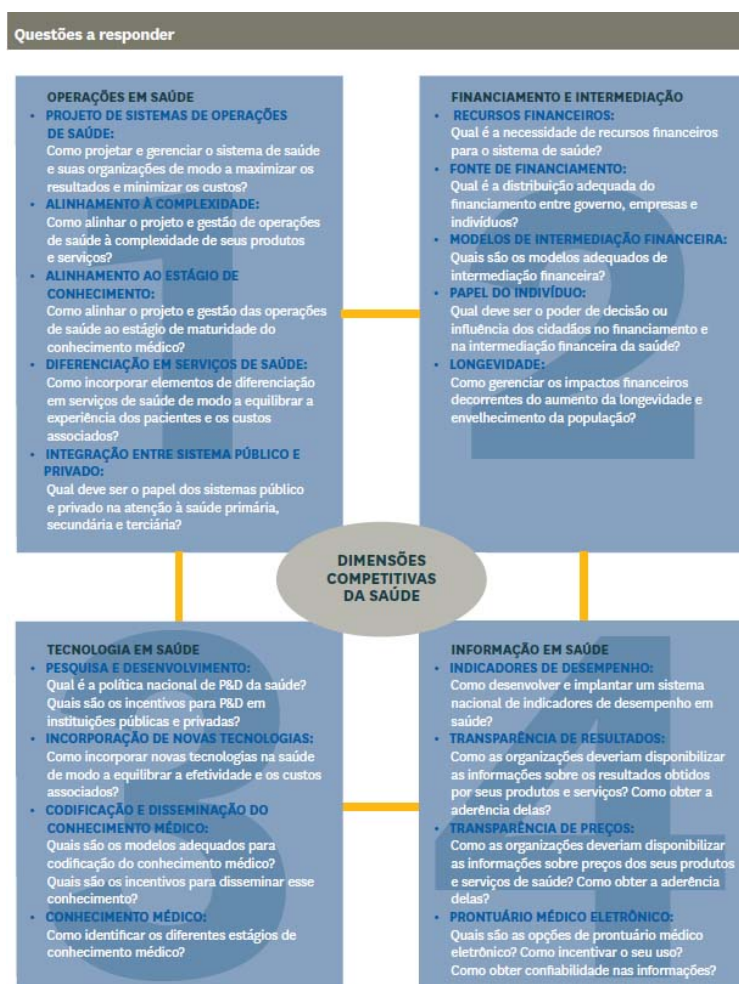 Questões a responder
OPERAÇÕES EM SAÚDE
• PROJETO DE SISTEMAS DE OPERAÇÕES
DE SAÚDE:
Como projetar e gerenciar o sistema de saúde
e suas organizações de modo a maximizar os
resultados e minimizar os custos?
• ALINHAMENTO À COMPLEXIDADE:
Como alinhar o projeto e gestão de operações
de saúde à complexidade de seus produtos
e serviços?
• ALINHAMENTO AO ESTÁGIO DE
CONHECIMENTO:
Como alinhar o projeto e gestão das operações
de saúde ao estágio de maturidade do
conhecimento médico?
• DIFERENCIAÇÃO EM SERVIÇOS DE SAÚDE:
Como incorporar elementos de diferenciação
em serviços de saúde de modo a equilibrar a
experiência dos pacientes e os custos
associados?
• INTEGRAÇÃO ENTRE SISTEMA PÚBLICO E
PRIVADO:
Qual deve ser o papel dos sistemas público
e privado na atenção à saúde primária,
secundária e terciária?
1
FINANCIAMENTO E INTERMEDIAÇÃO
• RECURSOS FINANCEIROS:
Qual é a necessidade de recursos financeiros
para o sistema de saúde?
• FONTE DE FINANCIAMENTO:
Qual é a distribuição adequada do
financiamento entre governo, empresas e
indivíduos?
• MODELOS DE INTERMEDIAÇÃO FINANCEIRA:
Quais são os modelos adequados de
intermediação financeira?
• PAPEL DO INDIVÍDUO:
Qual deve ser o poder de decisão ou
influência dos cidadãos no financiamento e
na intermediação financeira da saúde?
• LONGEVIDADE:
Como gerenciar os impactos financeiros
decorrentes do aumento da longevidade e
envelhecimento da população?
2
DIMENSÕES
COMPETITIVAS
DA SAÚDE
TECNOLOGIA EM SAÚDE
• PESQUISA E DESENVOLVIMENTO:
Qual é a política nacional de P&D da saúde?
Quais são os incentivos para P&D em
instituições públicas e privadas?
• INCORPORAÇÃO DE NOVAS TECNOLOGIAS:
Como incorporar novas tecnologias na saúde
de modo a equilibrar a efetividade e os custos
associados?
• CODIFICAÇÃO E DISSEMINAÇÃO DO
CONHECIMENTO MÉDICO:
Quais são os modelos adequados para
codificação do conhecimento médico?
Quais são os incentivos para disseminar esse
conhecimento?
• CONHECIMENTO MÉDICO:
Como identificar os diferentes estágios de
conhecimento médico?
3
INFORMAÇÃO EM SAÚDE
• INDICADORES DE DESEMPENHO:
Como desenvolver e implantar um sistema
nacional de indicadores de desempenho em
saúde?
• TRANSPARÊNCIA DE RESULTADOS:
Como as organizações deveriam disponibilizar
as informações sobre os resultados obtidos
por seus produtos e serviços? Como obter a
aderência delas?
• TRANSPARÊNCIA DE PREÇOS:
Como as organizações deveriam disponibilizar
as informações sobre preços dos seus produtos
e serviços de saúde? Como obter a aderência
delas?
• PRONTUÁRIO MÉDICO ELETRÔNICO:
Quais são as opções de prontuário médico
eletrônico? Como incentivar o seu uso?
Como obter confiabilidade nas informações?
4